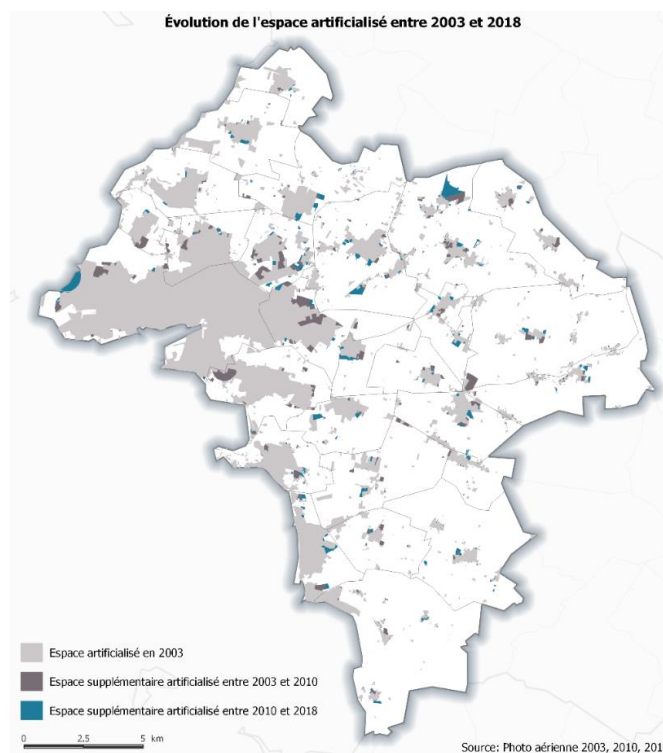 Évolution de l'espace artificialisé entre 2003 et 2018
Espace artificialisé en 2003
Espace supplémentaire artificialisé entre 2003 et 2010
Espace supplémentaire artificialisé entre 2010 et 2018
0 2,5 5 km
Source: Photo aérienne 2003, 2010, 201